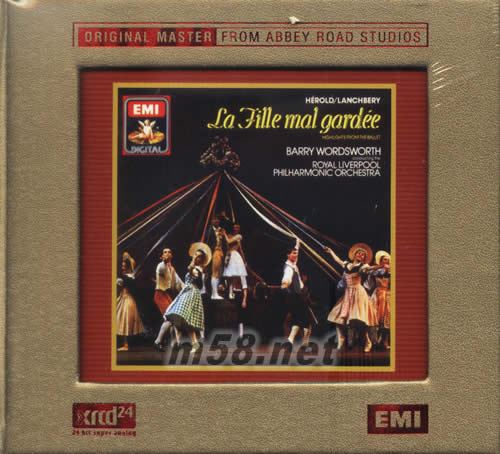 ORIGINAL MASTER FROM ABBEY ROAD STUDIOS
EMI
DIGITAL
HÉROLD/LANCHBERY
La Fille mal gardée
HIGHLIGHTS FROM THE BALLET
BARRY WORDSWORTH
conducting the
ROYAL LIVERPOOL
PHILHARMONIC ORCHESTRA
m58.net
xrcd24
24 bit super analog
EMI